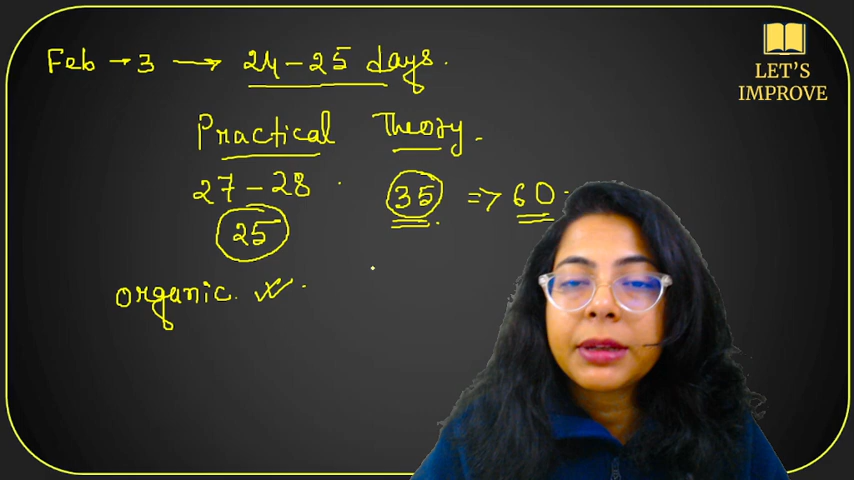 Feb → 3 → 24-25 days.
LET'S
IMPROVE
Practical Theory.
27-28 . 35 => 60.
25
organic.